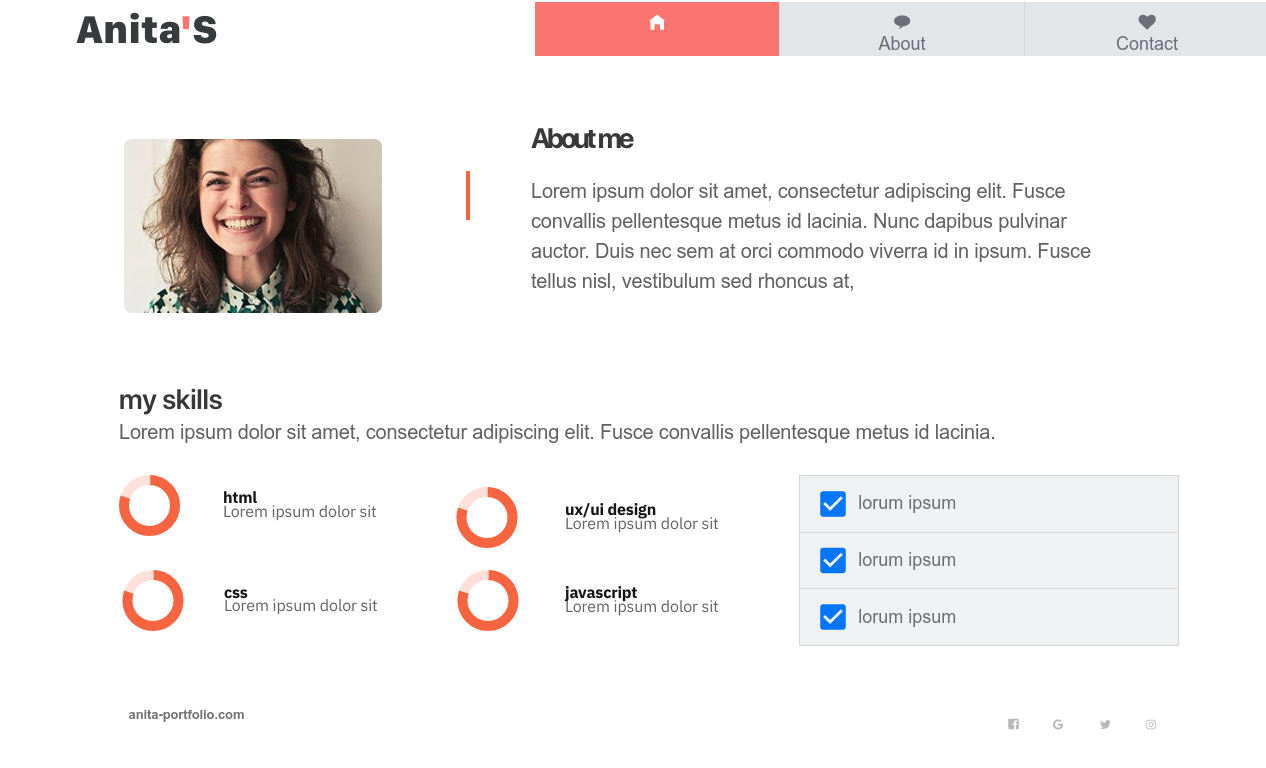 Anita'S
About
Contact
About me
Lorem ipsum dolor sit amet, consectetur adipiscing elit. Fusce
convallis pellentesque metus id lacinia. Nunc dapibus pulvinar
auctor. Duis nec sem at orci commodo viverra id in ipsum. Fusce
tellus nisl, vestibulum sed rhoncus at,
my skills
Lorem ipsum dolor sit amet, consectetur adipiscing elit. Fusce convallis pellentesque metus id lacinia.
html
Lorem ipsum dolor sit
ux/ui design
Lorem ipsum dolor sit
css
Lorem ipsum dolor sit
javascript
Lorem ipsum dolor sit
lorum ipsum
lorum ipsum
lorum ipsum
anita-portfolio.com